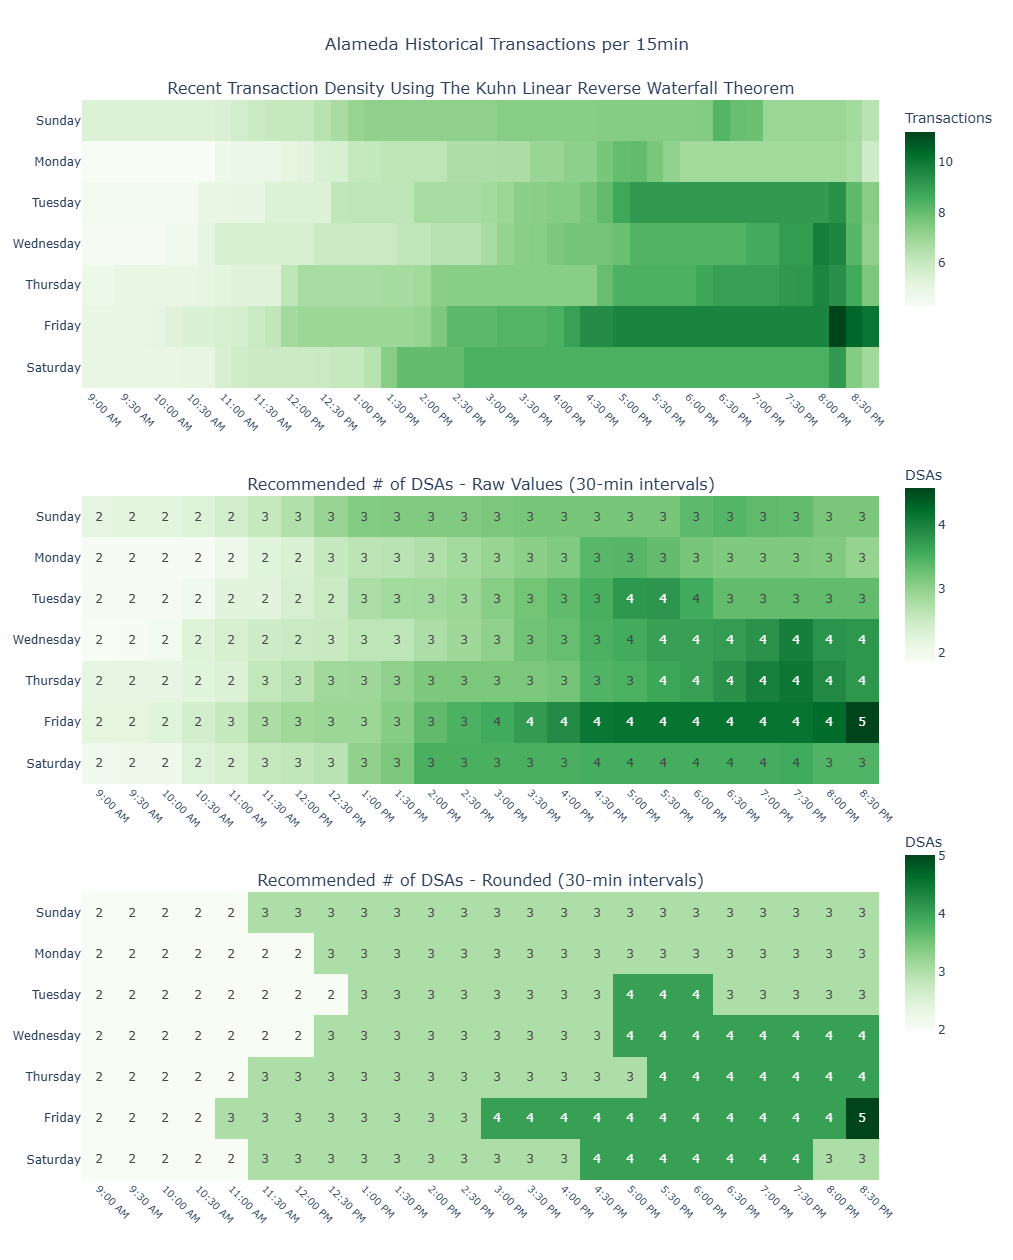 Alameda Historical Transactions per 15min
Recent Transaction Density Using The Kuhn Linear Reverse Waterfall Theorem
Transactions
10
8
6
Sunday
Monday
Tuesday
Wednesday
Thursday
Friday
Saturday
9:00 AM 9:30 AM 10:00 AM 10:30 AM 11:00 AM 11:30 AM 12:00 PM 12:30 PM 1:00 PM 1:30 PM 2:00 PM 2:30 PM 3:00 PM 3:30 PM 4:00 PM 4:30 PM 5:00 PM 5:30 PM 6:00 PM 6:30 PM 7:00 PM 7:30 PM 8:00 PM 8:30 PM
Recommended # of DSAs - Raw Values (30-min intervals)
DSAs
4
3
2
Sunday 2 2 2 2 2 3 3 3 3 3 3 3 3 3 3 3 3 3 3 3 3 3 3 3
Monday 2 2 2 2 2 2 2 3 3 3 3 3 3 3 3 3 3 3 3 3 3 3 3 3
Tuesday 2 2 2 2 2 2 2 2 3 3 3 3 3 3 3 3 4 4 4 3 3 3 3 3
Wednesday 2 2 2 2 2 2 2 3 3 3 3 3 3 3 3 3 4 4 4 4 4 4 4 4
Thursday 2 2 2 2 2 3 3 3 3 3 3 3 3 3 3 3 3 4 4 4 4 4 4 4
Friday 2 2 2 2 3 3 3 3 3 3 3 3 4 4 4 4 4 4 4 4 4 4 4 5
Saturday 2 2 2 2 2 3 3 3 3 3 3 3 3 3 3 4 4 4 4 4 4 4 3 3
9:00 AM 9:30 AM 10:00 AM 10:30 AM 11:00 AM 11:30 AM 12:00 PM 12:30 PM 1:00 PM 1:30 PM 2:00 PM 2:30 PM 3:00 PM 3:30 PM 4:00 PM 4:30 PM 5:00 PM 5:30 PM 6:00 PM 6:30 PM 7:00 PM 7:30 PM 8:00 PM 8:30 PM
Recommended # of DSAs - Rounded (30-min intervals)
DSAs
5
4
3
2
Sunday 2 2 2 2 2 3 3 3 3 3 3 3 3 3 3 3 3 3 3 3 3 3 3 3
Monday 2 2 2 2 2 2 2 3 3 3 3 3 3 3 3 3 3 3 3 3 3 3 3 3
Tuesday 2 2 2 2 2 2 2 2 3 3 3 3 3 3 3 3 4 4 4 3 3 3 3 3
Wednesday 2 2 2 2 2 2 2 3 3 3 3 3 3 3 3 3 4 4 4 4 4 4 4 4
Thursday 2 2 2 2 2 3 3 3 3 3 3 3 3 3 3 3 3 4 4 4 4 4 4 4
Friday 2 2 2 2 3 3 3 3 3 3 3 3 4 4 4 4 4 4 4 4 4 4 4 5
Saturday 2 2 2 2 2 3 3 3 3 3 3 3 3 3 3 4 4 4 4 4 4 4 3 3
9:00 AM 9:30 AM 10:00 AM 10:30 AM 11:00 AM 11:30 AM 12:00 PM 12:30 PM 1:00 PM 1:30 PM 2:00 PM 2:30 PM 3:00 PM 3:30 PM 4:00 PM 4:30 PM 5:00 PM 5:30 PM 6:00 PM 6:30 PM 7:00 PM 7:30 PM 8:00 PM 8:30 PM